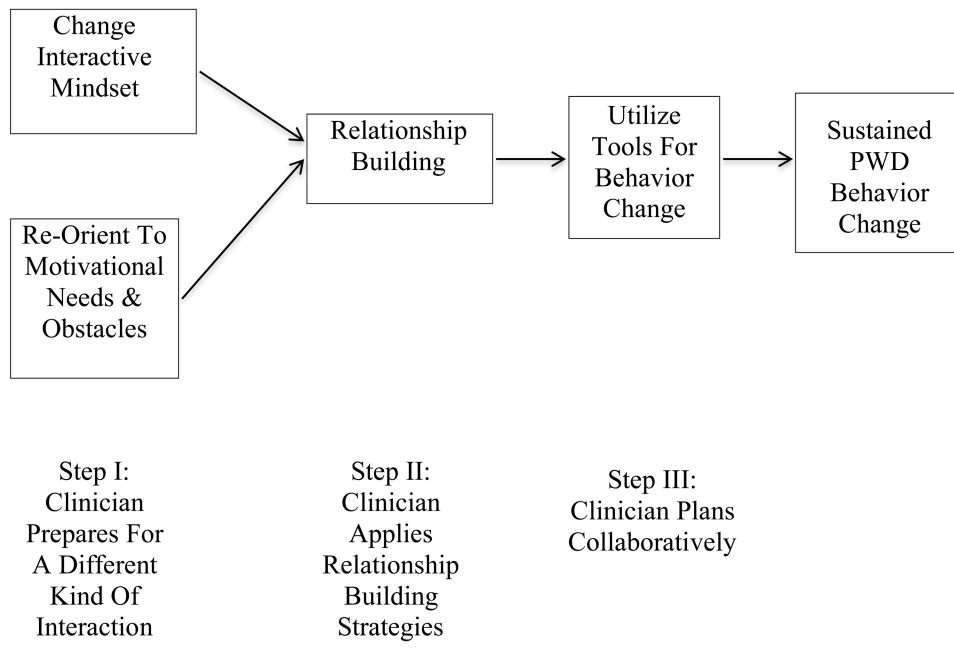 Change
Interactive
Mindset
Re-Orient To
Motivational
Needs &
Obstacles
Relationship
Building
Utilize
Tools For
Behavior
Change
Sustained
PWD
Behavior
Change
Step I:
Clinician
Prepares For
A Different
Kind Of
Interaction
Step II:
Clinician
Applies
Relationship
Building
Strategies
Step III:
Clinician Plans
Collaboratively